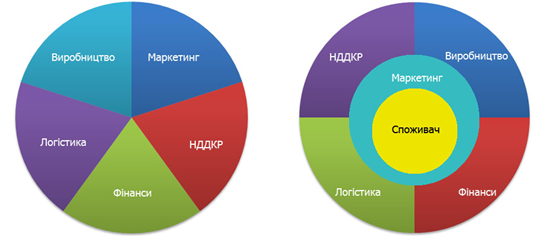 Виробництво
Маркетинг
Логістика
НДДКР
Фінанси
НДДКР
Виробництво
Маркетинг
Споживач
Логістика
Фінанси